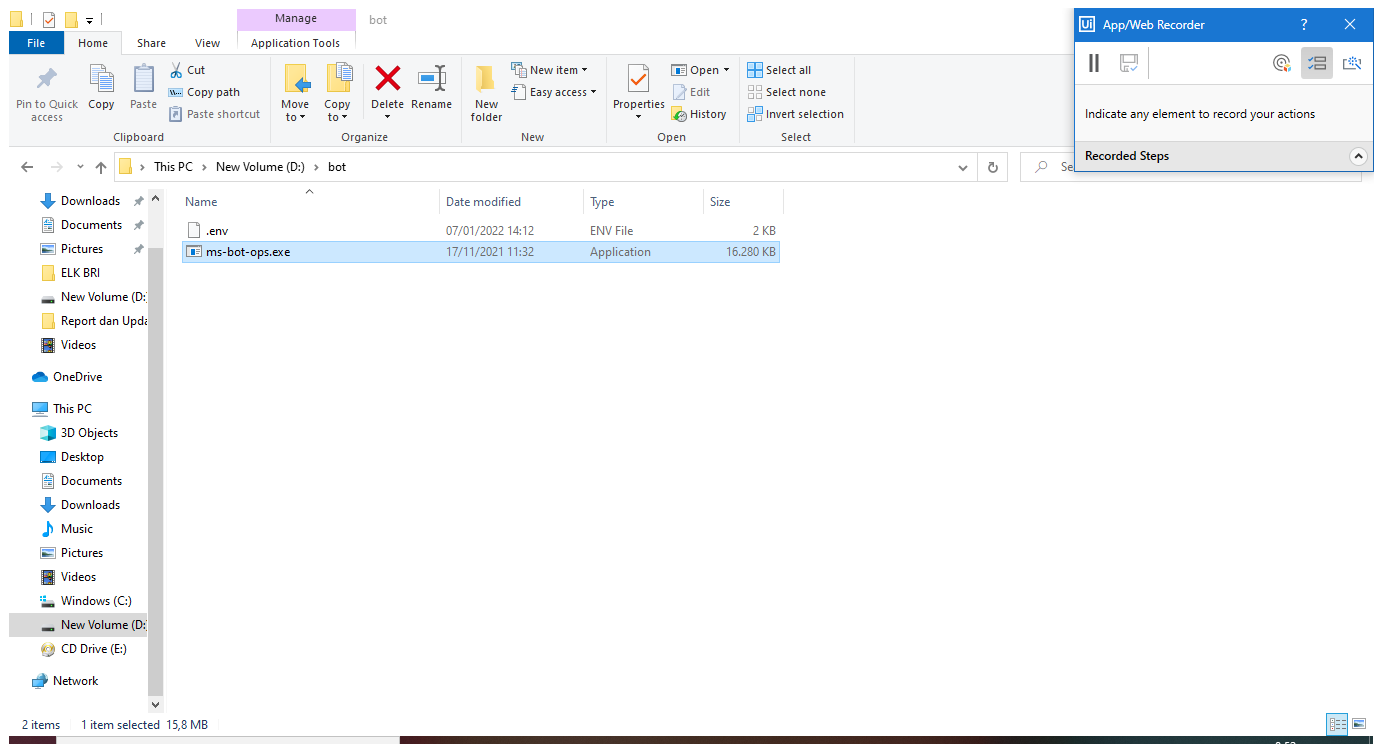 Manage
bot
File Home Share View Application Tools
Pin to Quick access
Copy
Paste
Cut
Copy path
Paste shortcut
Clipboard
Move to
Copy to
Delete
Rename
Organize
New folder
New item
Easy access
New
Properties
Open
Edit
History
Open
Select all
Select none
Invert selection
Select
Ui App/Web Recorder ?
Indicate any element to record your actions
Recorded Steps
This PC New Volume (D:) bot
Name Date modified Type Size
.env 07/01/2022 14:12 ENV File 2 KB
ms-bot-ops.exe 17/11/2021 11:32 Application 16.280 KB
Downloads
Documents
Pictures
ELK BRI
New Volume (D:
Report dan Upda
Videos
OneDrive
This PC
3D Objects
Desktop
Documents
Downloads
Music
Pictures
Videos
Windows (C:)
New Volume (D:
CD Drive (E:)
Network
2 items 1 item selected 15,8 MB